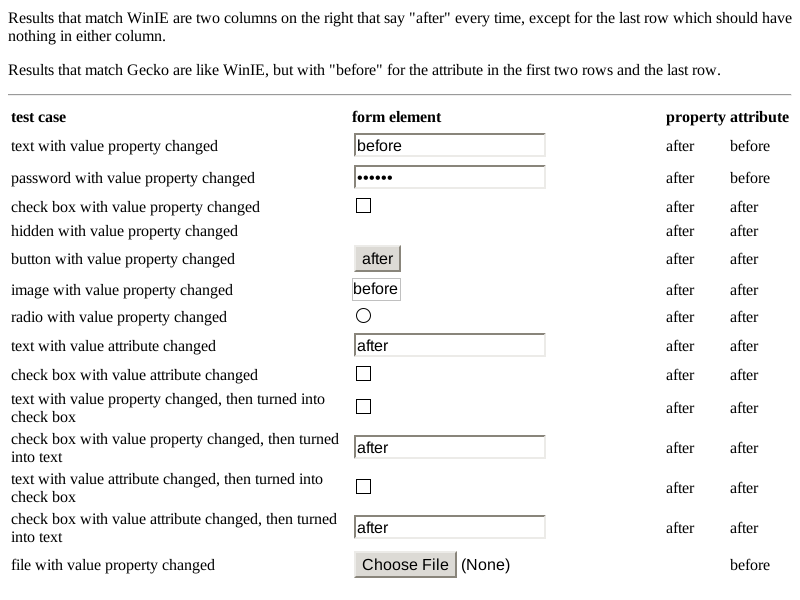 Results that match WinIE are two columns on the right that say "after" every time, except for the last row which should have
nothing in either column.
Results that match Gecko are like WinIE, but with "before" for the attribute in the first two rows and the last row.
test case form element property attribute
text with value property changed before after before
password with value property changed •••••• after before
check box with value property changed after after
hidden with value property changed after after
button with value property changed after after after
image with value property changed before after after
radio with value property changed after after
text with value attribute changed after after after
check box with value attribute changed after after
text with value property changed, then turned into
check box after after
check box with value property changed, then turned
into text after after after
text with value attribute changed, then turned into
check box after after
check box with value attribute changed, then turned
into text after after after
file with value property changed Choose File (None) before